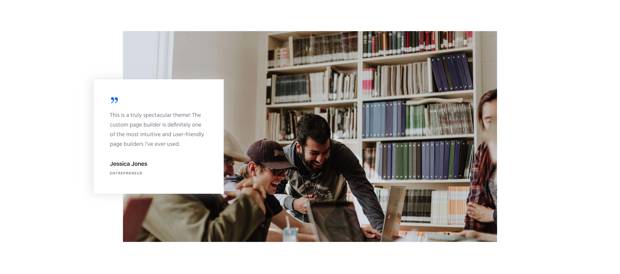 ”
This is a truly spectacular theme! The
custom page builder is definitely one
of the most intuitive and user-friendly
page builders I've ever used.
Jessica Jones
ENTREPRENEUR